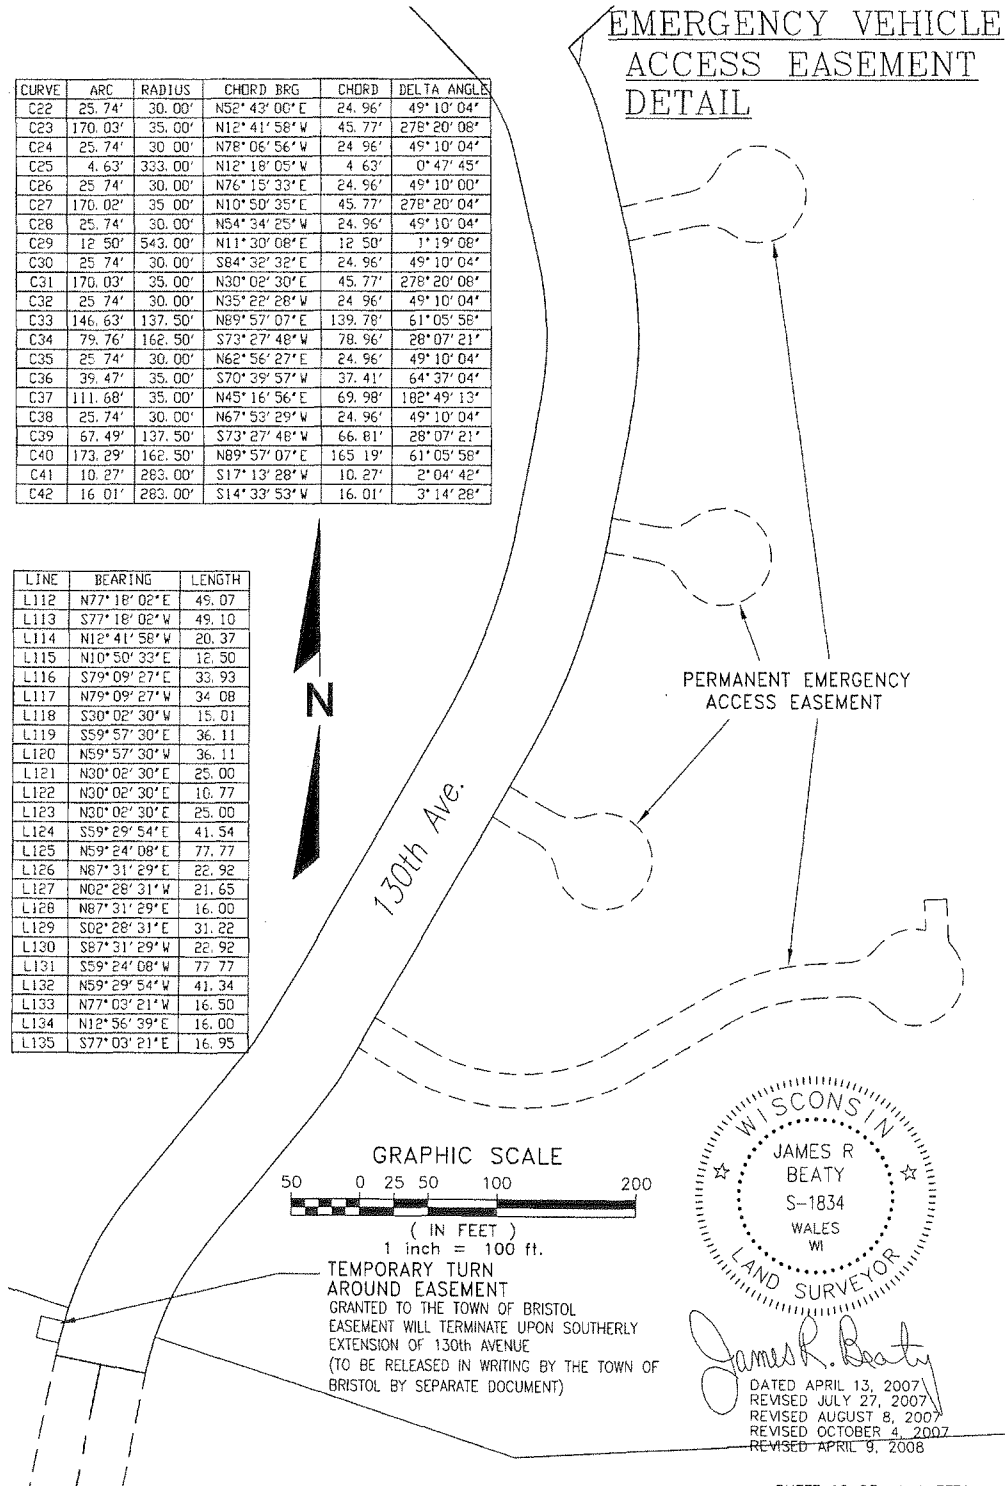 EMERGENCY VEHICLE
ACCESS EASEMENT
DETAIL
CURVE ARC RADIUS CHORD BRG CHORD DELTA ANGLE
C22 25.74' 30.00' N52°43'00"E 24.96' 49°10'04"
C23 170.03' 35.00' N12°41'58"W 45.77' 278°20'08"
C24 25.74' 30 00' N78°06'56"W 24 96' 49°10'04"
C25 4.63' 333.00' N12°18'05"W 4 63' 0°47'45"
C26 25 74' 30.00' N76°15'33"E 24.96' 49°10'00"
C27 170.02' 35 00' N10°50'35"E 45.77' 278°20'04"
C28 25.74' 30.00' N54°34'25"W 24.96' 49°10'04"
C29 12 50' 543.00' N11°30'08"E 12 50' 1°19'08"
C30 25 74' 30.00' S84°32'32"E 24.96' 49°10'04"
C31 170.03' 35.00' N30°02'30"E 45.77' 278°20'08"
C32 25 74' 30.00' N35°22'28"W 24 96' 49°10'04"
C33 146.63' 137.50' N89°57'07"E 139.78' 61°05'58"
C34 79.76' 162.50' S73°27'48"W 78.96' 28°07'21"
C35 25 74' 30.00' N62°56'27"E 24.96' 49°10'04"
C36 39.47' 35.00' S70°39'57"W 37.41' 64°37'04"
C37 111.68' 35.00' N45°16'56"E 69.98' 182°49'13"
C38 25.74' 30.00' N67°53'29"W 24.96' 49°10'04"
C39 67.49' 137.50' S73°27'48"W 66.81' 28°07'21"
C40 173.29' 162.50' N89°57'07"E 165 19' 61°05'58"
C41 10.27' 283.00' S17°13'28"W 10.27' 2°04'42"
C42 16 01' 283.00' S14°33'53"W 16.01' 3°14'28"
LINE BEARING LENGTH
L112 N77°18'02"E 49.07
L113 S77°18'02"W 49.10
L114 N12°41'58"W 20.37
L115 N10°50'33"E 12.50
L116 S79°09'27"E 33.93
L117 N79°09'27"W 34 08
L118 S30°02'30"W 15.01
L119 S59°57'30"E 36.11
L120 N59°57'30"W 36.11
L121 N30°02'30"E 25.00
L122 N30°02'30"E 10.77
L123 N30°02'30"E 25.00
L124 S59°29'54"E 41.54
L125 N59°24'08"E 77.77
L126 N87°31'29"E 22.92
L127 N02°28'31"W 21.65
L128 N87°31'29"E 16.00
L129 S02°28'31"E 31.22
L130 S87°31'29"W 22.92
L131 S59°24'08"W 77 77
L132 N59°29'54"W 41.34
L133 N77°03'21"W 16.50
L134 N12°56'39"E 16.00
L135 S77°03'21"E 16.95
N
PERMANENT EMERGENCY
ACCESS EASEMENT
130th Ave.
GRAPHIC SCALE
50 0 25 50 100 200
( IN FEET )
1 inch = 100 ft.
TEMPORARY TURN
AROUND EASEMENT
GRANTED TO THE TOWN OF BRISTOL
EASEMENT WILL TERMINATE UPON SOUTHERLY
EXTENSION OF 130th AVENUE
(TO BE RELEASED IN WRITING BY THE TOWN OF
BRISTOL BY SEPARATE DOCUMENT)
WISCONSIN
JAMES R
BEATY
S-1834
WALES
WI
LAND SURVEYOR
James R. Beaty
DATED APRIL 13, 2007
REVISED JULY 27, 2007
REVISED AUGUST 8, 2007
REVISED OCTOBER 4, 2007
REVISED APRIL 9, 2008